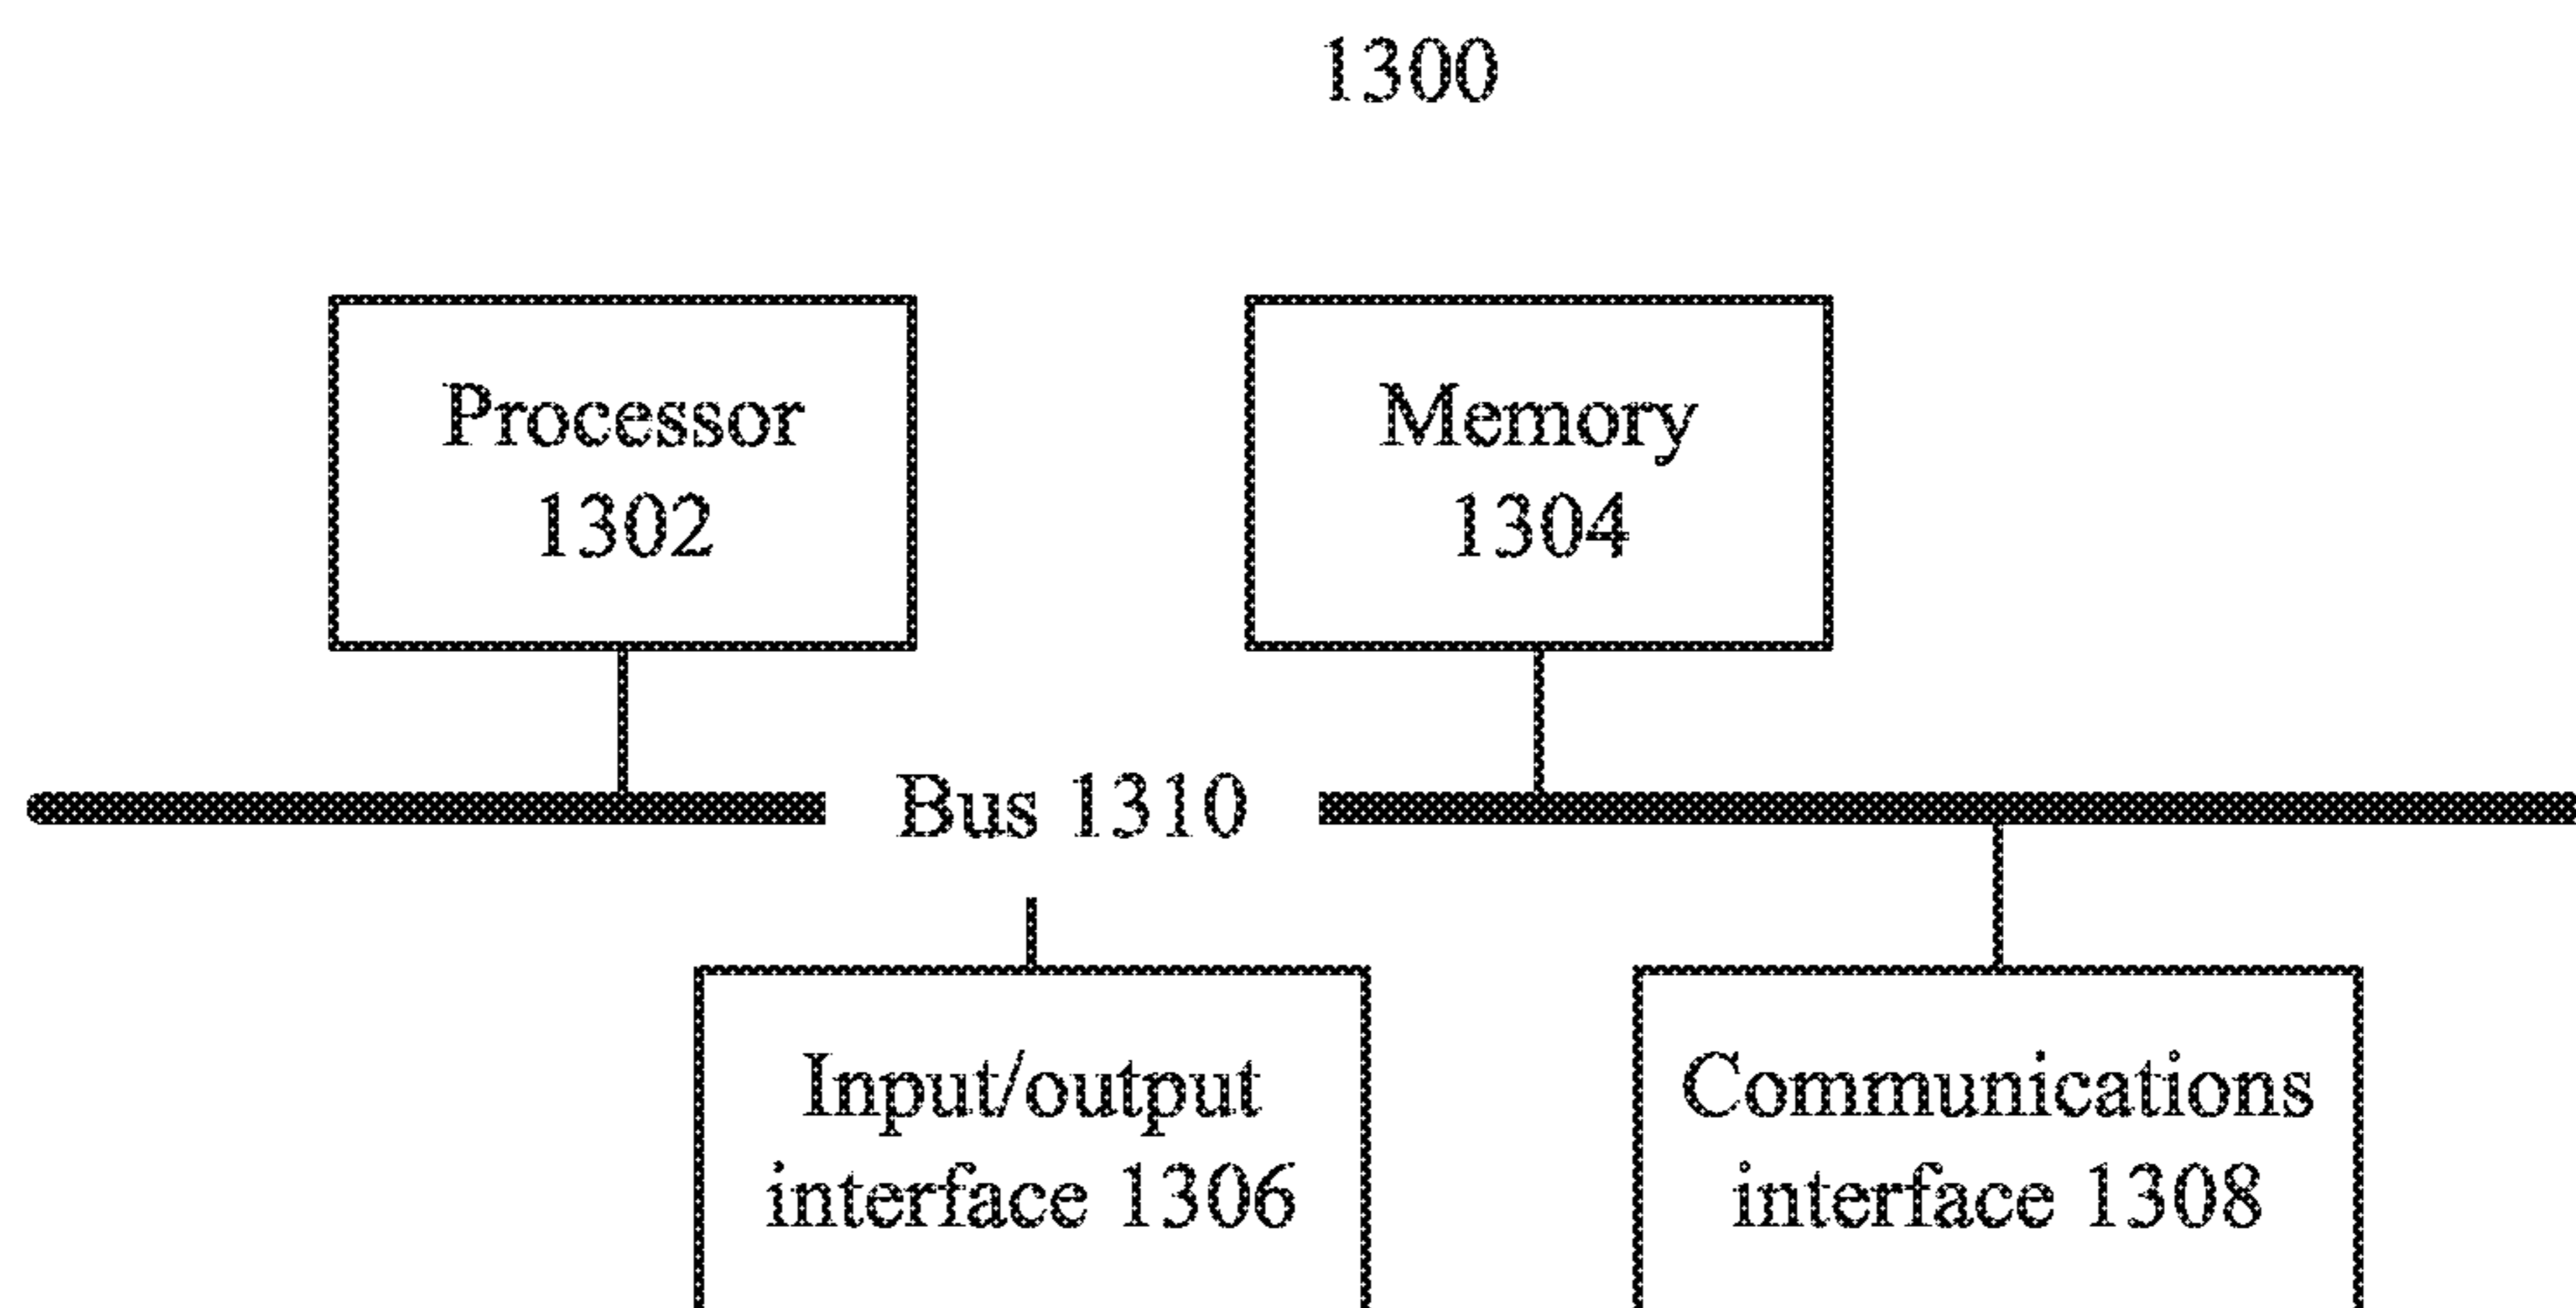 1300
Processor
1302
Memory
1304
Bus 1310
Input/output
interface 1306
Communications
interface 1308